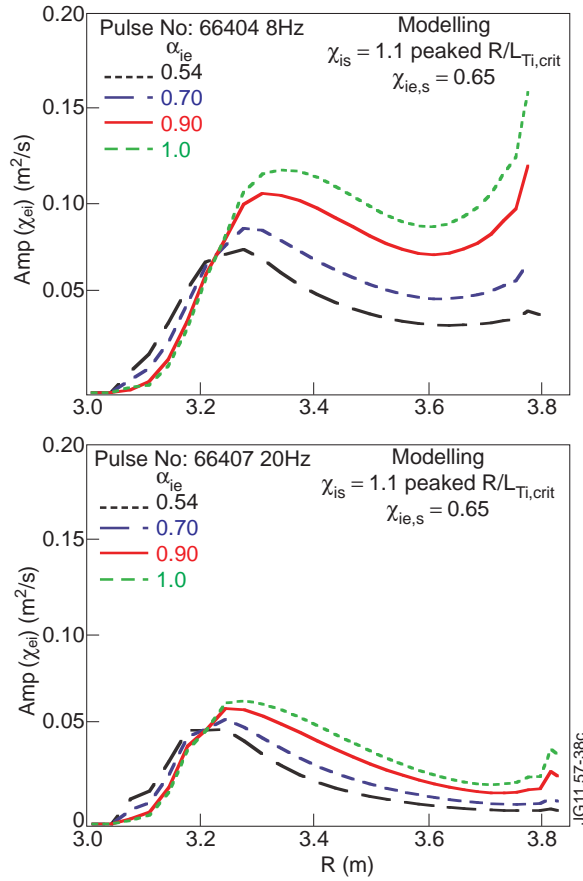 Pulse No: 66404 8Hz
α_ie
0.54
0.70
0.90
1.0
Modelling
χ_is = 1.1 peaked R/L_Ti,crit
χ_ie,s = 0.65
Amp (χ_ei) (m²/s)
0.20
0.15
0.10
0.05
3.0 3.2 3.4 3.6 3.8
Pulse No: 66407 20Hz
α_ie
0.54
0.70
0.90
1.0
Modelling
χ_is = 1.1 peaked R/L_Ti,crit
χ_ie,s = 0.65
Amp (χ_ei) (m²/s)
0.20
0.15
0.10
0.05
0
3.0 3.2 3.4 3.6 3.8
R (m)
JG11.57-38c